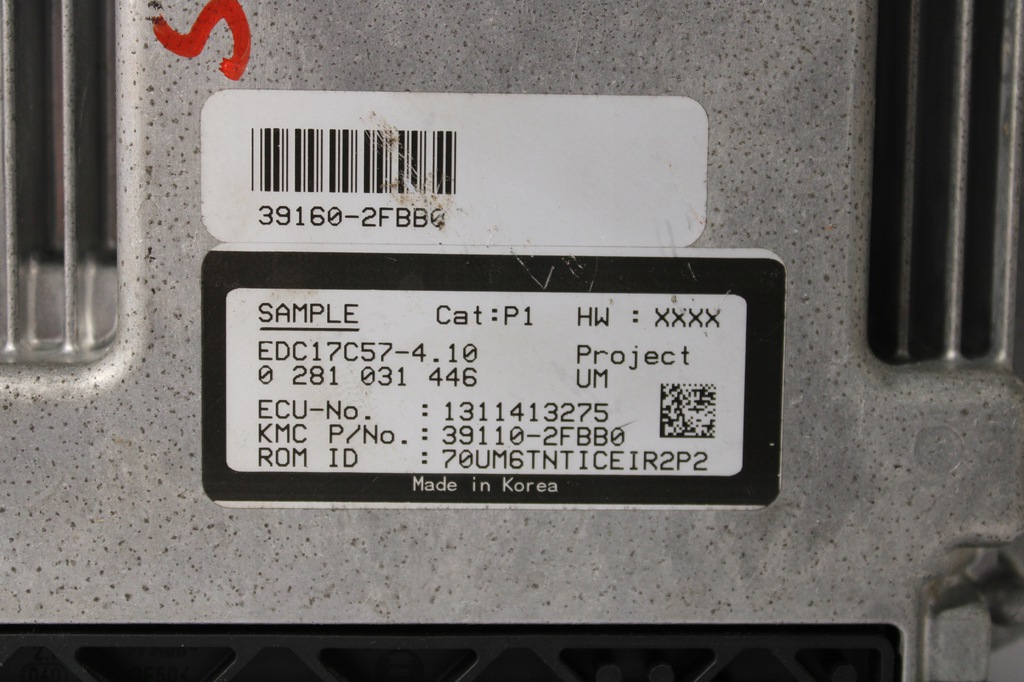 S
39160-2FBB0
SAMPLE Cat:P1 HW : XXXX
EDC17C57-4.10 Project
0 281 031 446 UM
ECU-No. : 1311413275
KMC P/No. : 39110-2FBB0
ROM ID : 70UM6TNTICEIR2P2
Made in Korea